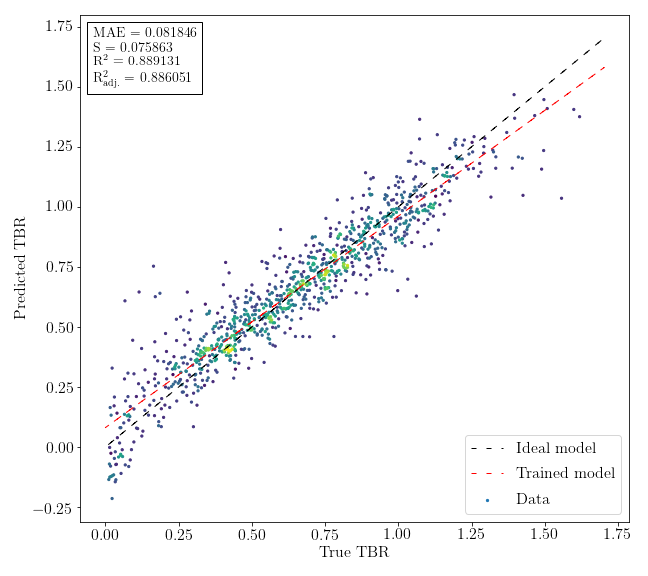 MAE = 0.081846
S = 0.075863
R² = 0.889131
R²adj. = 0.886051
1.75
1.50
1.25
1.00
0.75
0.50
0.25
0.00
−0.25
Predicted TBR
Ideal model
Trained model
Data
0.00 0.25 0.50 0.75 1.00 1.25 1.50 1.75
True TBR